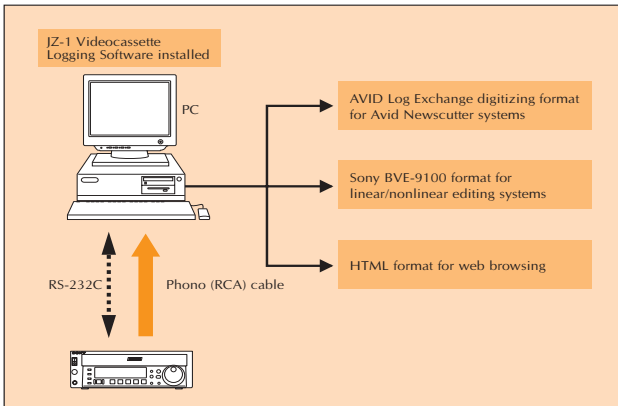 JZ-1 Videocassette
Logging Software installed
PC
AVID Log Exchange digitizing format
for Avid Newscutter systems
Sony BVE-9100 format for
linear/nonlinear editing systems
HTML format for web browsing
RS-232C
Phono (RCA) cable